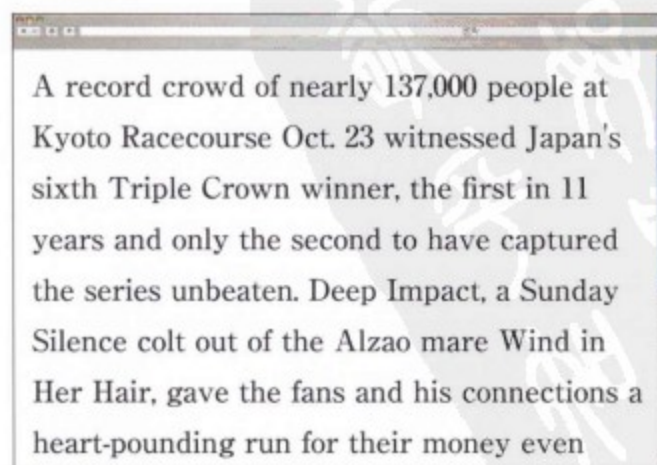 A record crowd of nearly 137,000 people at
Kyoto Racecourse Oct. 23 witnessed Japan's
sixth Triple Crown winner, the first in 11
years and only the second to have captured
the series unbeaten. Deep Impact, a Sunday
Silence colt out of the Alzao mare Wind in
Her Hair, gave the fans and his connections a
heart-pounding run for their money even